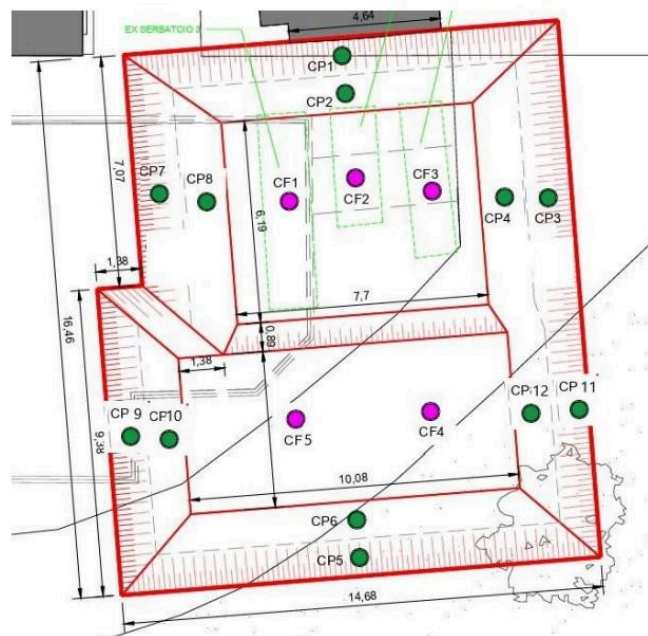 4,64
EX SERBATOIO 3
CP1
CP2
7,07
CP7
CP8
CF1
CF2
CF3
CP4
CP3
6,19
1,38
7,7
16,46
0,89
1,38
CP 9
CP10
CF5
CF4
CP12
CP 11
9,38
10,08
CP6
CP5
14,68